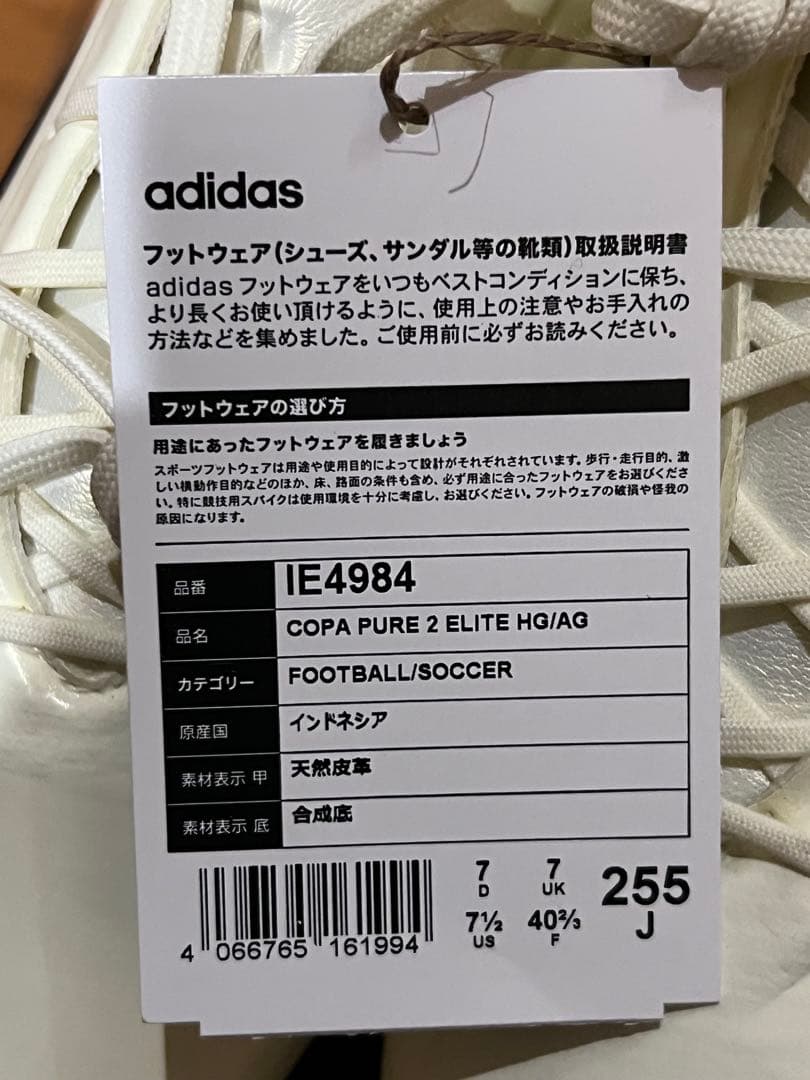 adidas
フットウェア(シューズ、サンダル等の靴類)取扱説明書
adidasフットウェアをいつもベストコンディションに保ち、
より長くお使い頂けるように、使用上の注意やお手入れの
方法などを集めました。ご使用前に必ずお読みください。
フットウェアの選び方
用途にあったフットウェアを履きましょう
スポーツフットウェアは用途や使用目的によって設計がそれぞれされています。歩行・走行目的、激
しい横動作目的などのほか、床、路面の条件も含め、必ず用途に合ったフットウェアをお選びくださ
い。特に競技用スパイクは使用環境を十分に考慮し、お選びください。フットウェアの破損や怪我の
原因になります。
品番 IE4984
品名 COPA PURE 2 ELITE HG/AG
カテゴリー FOOTBALL/SOCCER
原産国 インドネシア
素材表示 甲 天然皮革
素材表示 底 合成底
7 7 255
D UK J
7½ 40⅔
US F
4 066765 161994